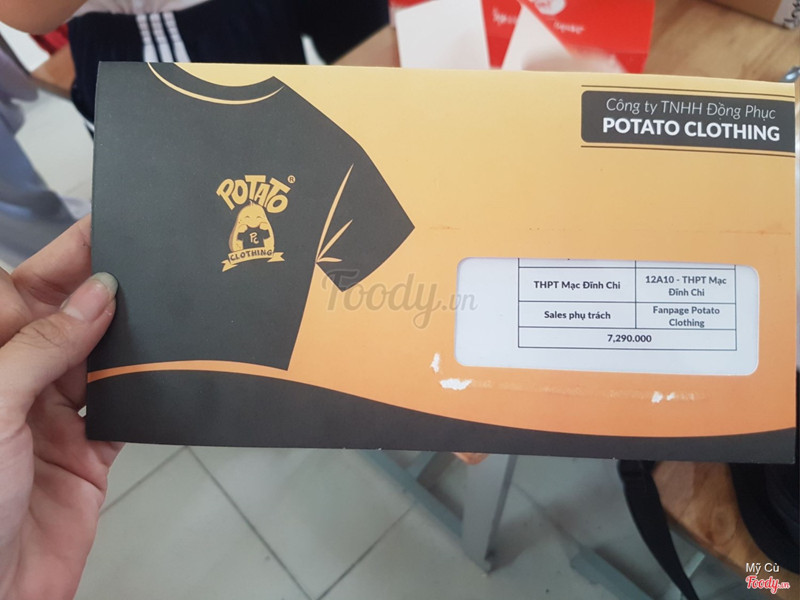 Công ty TNHH Đồng Phục
POTATO CLOTHING
POTATO®
CLOTHING
Foody.vn
THPT Mạc Đĩnh Chi
12A10 - THPT Mạc
Đĩnh Chi
Sales phụ trách
Fanpage Potato
Clothing
7,290.000
Mỹ Cù
Foody.vn